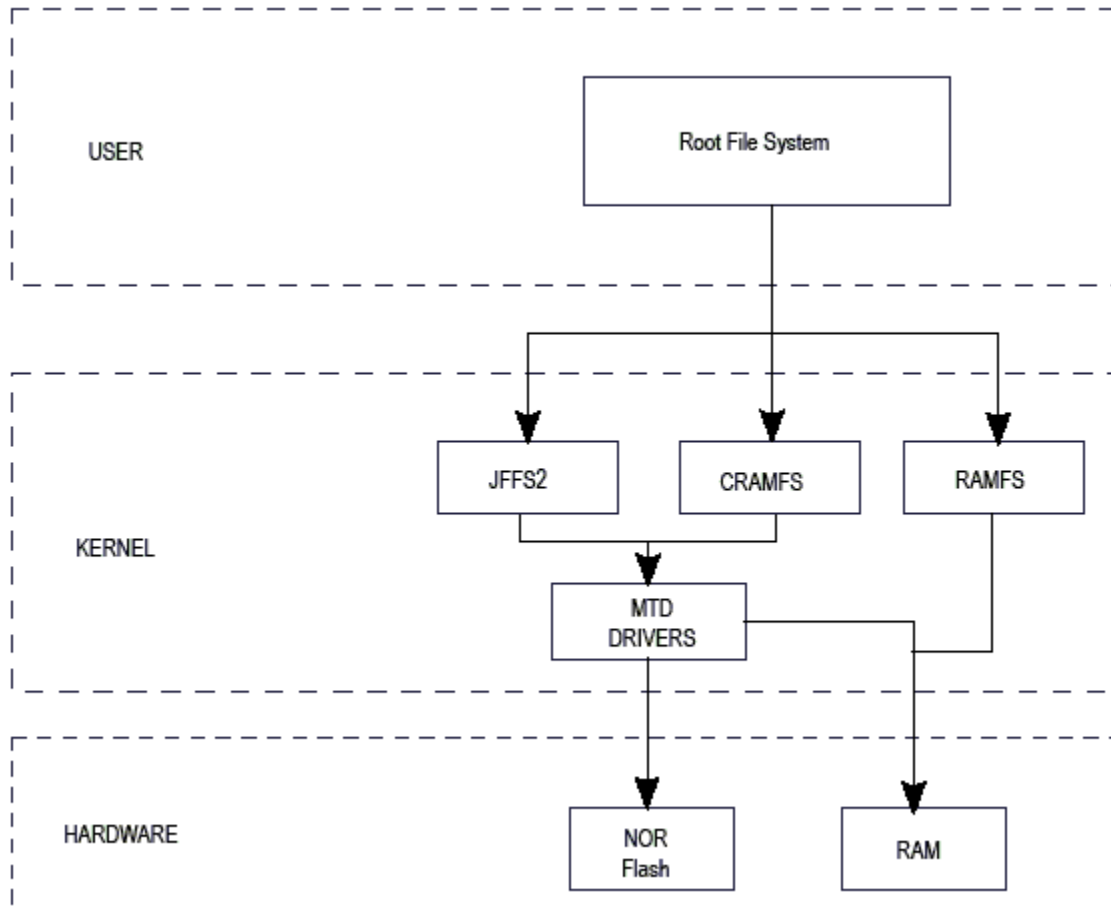 Root File System
USER
JFFS2
CRAMFS
RAMFS
KERNEL
MTD
DRIVERS
HARDWARE
NOR
Flash
RAM